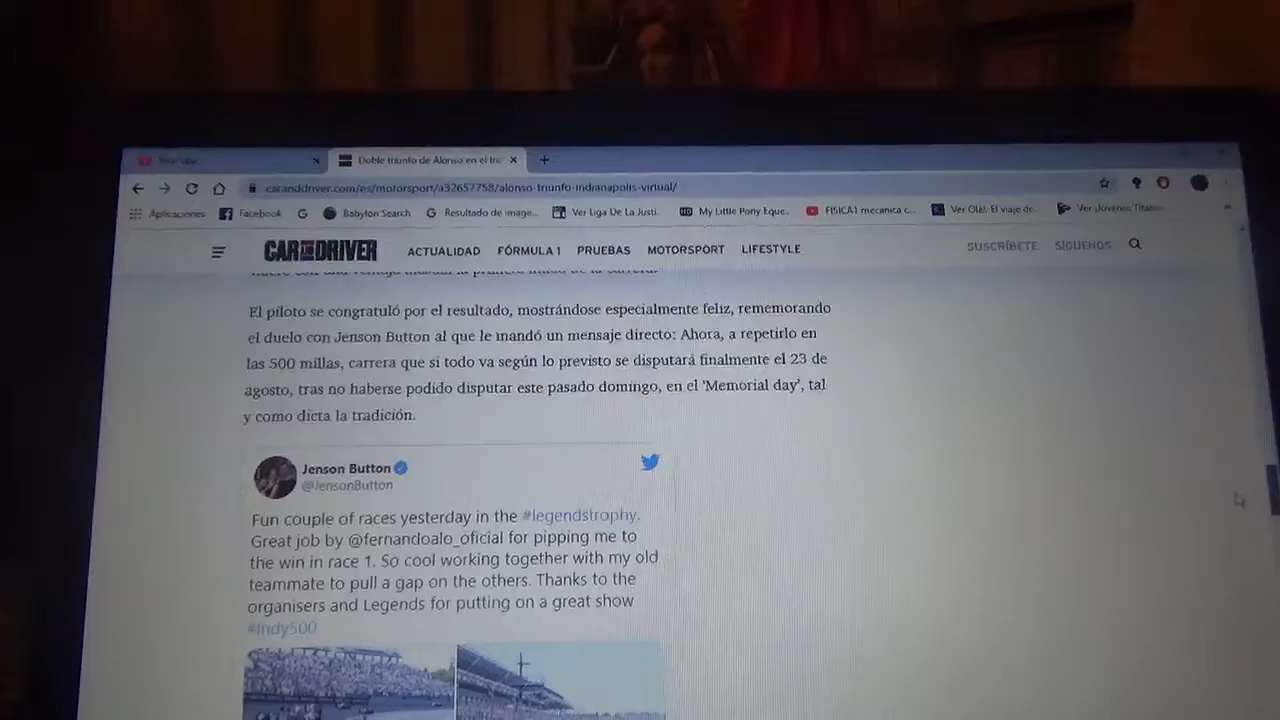 YouTube
Doble triunfo de Alonso en el In
caranddriver.com/es/motorsport/a32657758/alonso-triunfo-indianapolis-virtual/
Aplicaciones Facebook Babylon Search Resultado de image... Ver Liga De La Justi... My Little Pony Eque... FISICA1 mecanica c... Ver Olé!: El viaje de Ver Jóvenes Titane
CAR DRIVER ACTUALIDAD FÓRMULA 1 PRUEBAS MOTORSPORT LIFESTYLE SUSCRÍBETE SÍGUENOS
El piloto se congratuló por el resultado, mostrándose especialmente feliz, rememorando
el duelo con Jenson Button al que le mandó un mensaje directo: Ahora, a repetirlo en
las 500 millas, carrera que si todo va según lo previsto se disputará finalmente el 23 de
agosto, tras no haberse podido disputar este pasado domingo, en el ‘Memorial day’, tal
y como dicta la tradición.
Jenson Button
@JensonButton
Fun couple of races yesterday in the #legendstrophy.
Great job by @fernandoalo_oficial for pipping me to
the win in race 1. So cool working together with my old
teammate to pull a gap on the others. Thanks to the
organisers and Legends for putting on a great show
#Indy500